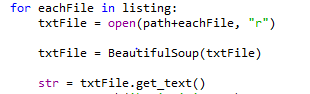 for eachFile in listing:
txtFile = open(path+eachFile, "r")
txtFile = BeautifulSoup(txtFile)
str = txtFile.get_text()